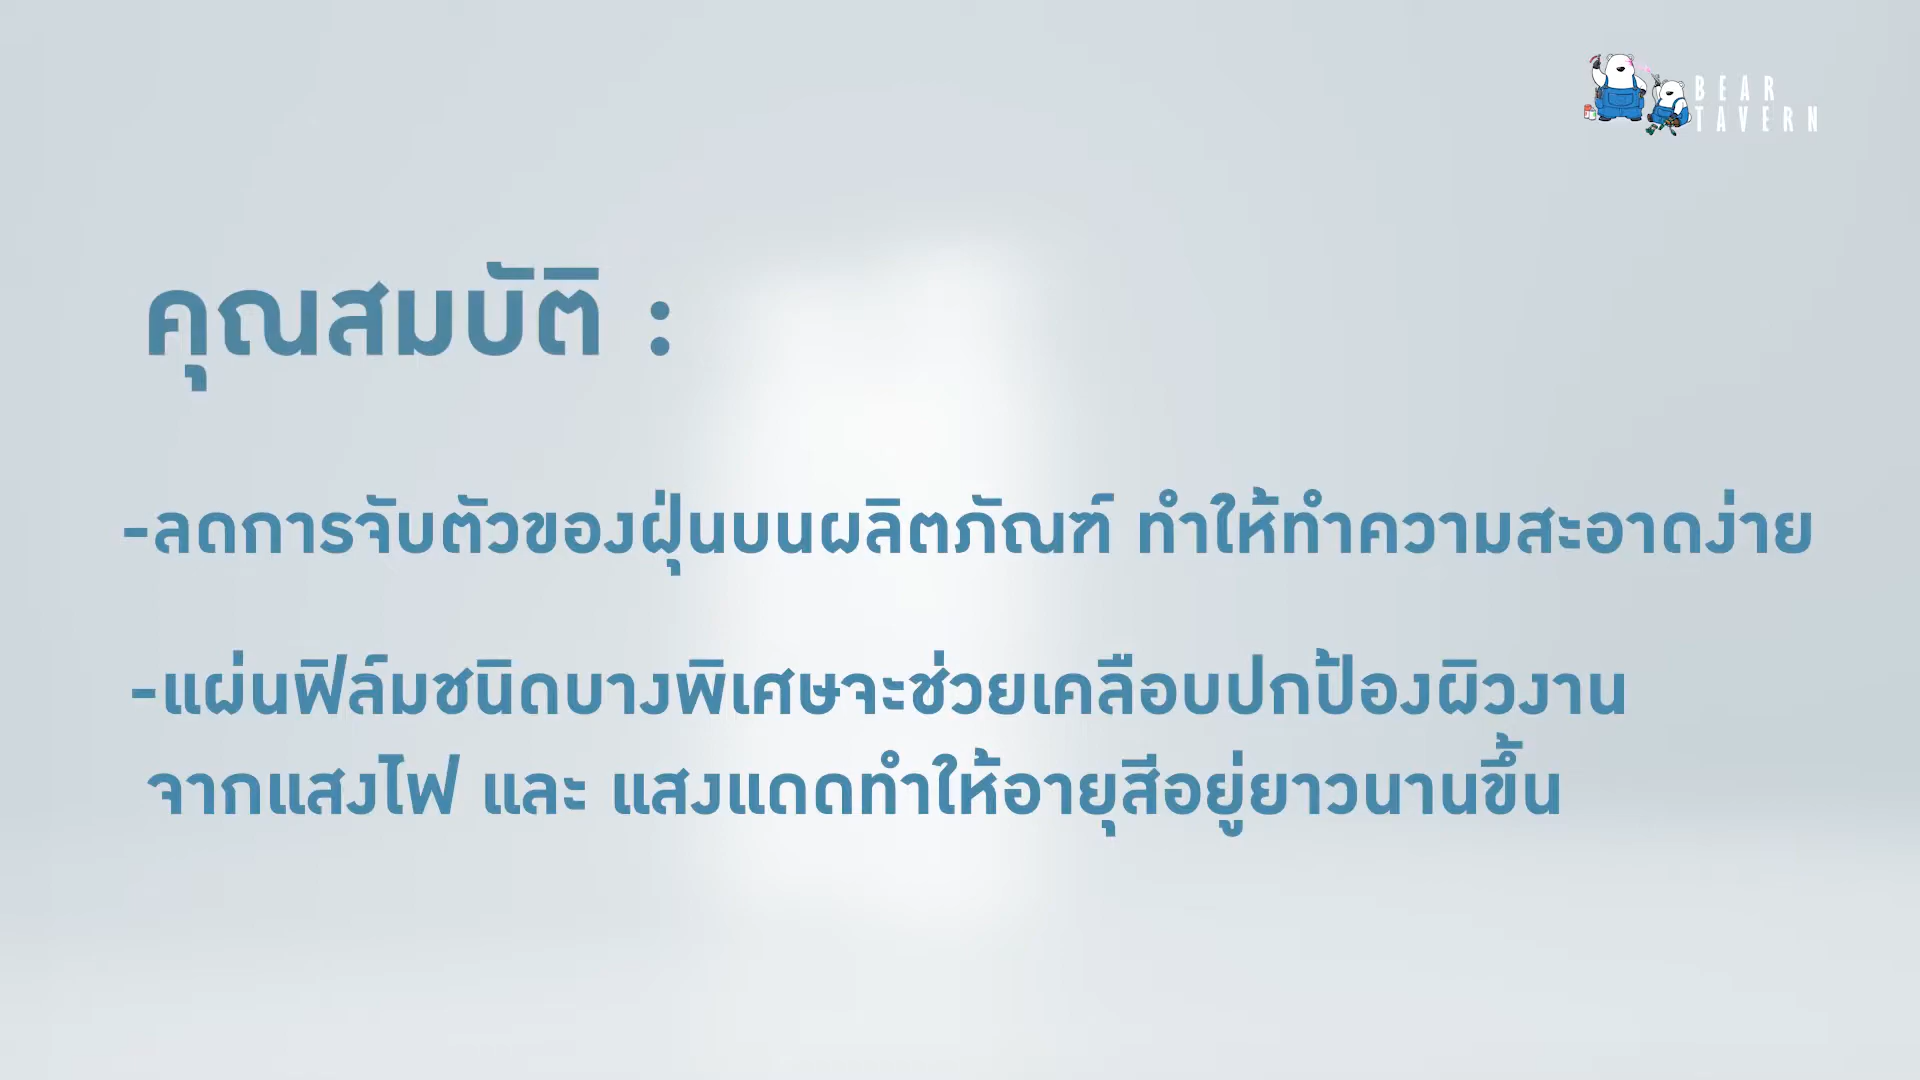 BEAR
TAVERN
คุณสมบัติ :
-ลดการจับตัวของฝุ่นบนผลิตภัณฑ์ ทำให้ทำความสะอาดง่าย
-แผ่นฟิล์มชนิดบางพิเศษจะช่วยเคลือบปกป้องผิวงาน
จากแสงไฟ และ แสงแดดทำให้อายุสีอยู่ยาวนานขึ้น